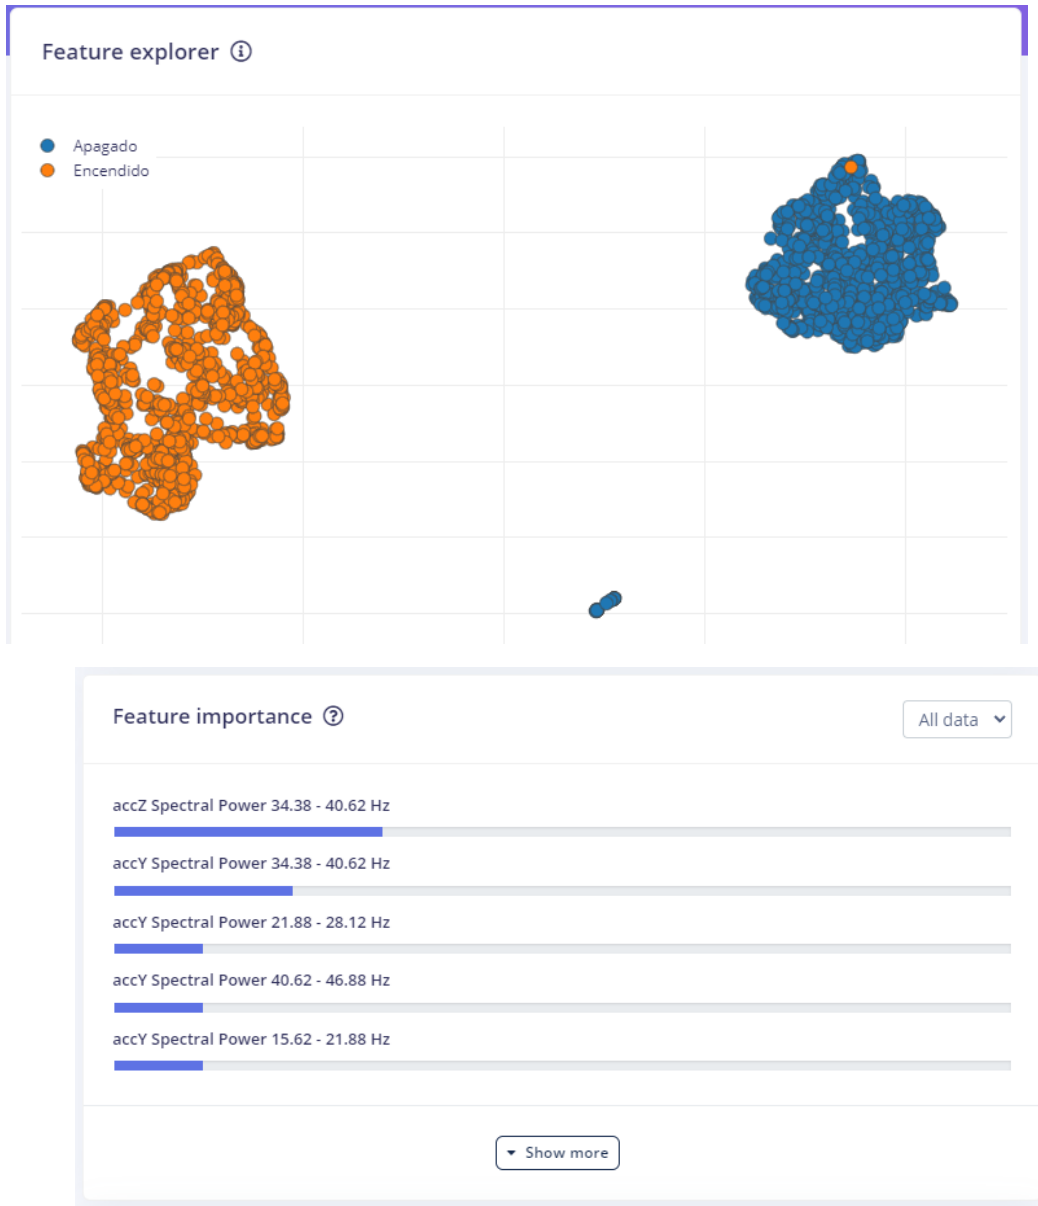 Feature explorer
Apagado
Encendido
Feature importance
All data
accZ Spectral Power 34.38 - 40.62 Hz
accY Spectral Power 34.38 - 40.62 Hz
accY Spectral Power 21.88 - 28.12 Hz
accY Spectral Power 40.62 - 46.88 Hz
accY Spectral Power 15.62 - 21.88 Hz
Show more